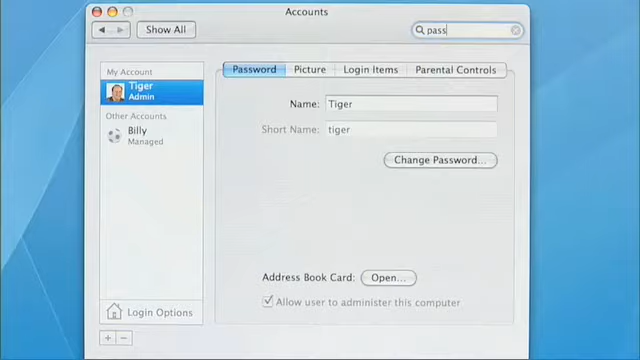 Accounts
Show All
pass
My Account
Tiger
Admin
Other Accounts
Billy
Managed
Login Options
Password
Picture
Login Items
Parental Controls
Name: Tiger
Short Name: tiger
Change Password...
Address Book Card: Open...
Allow user to administer this computer